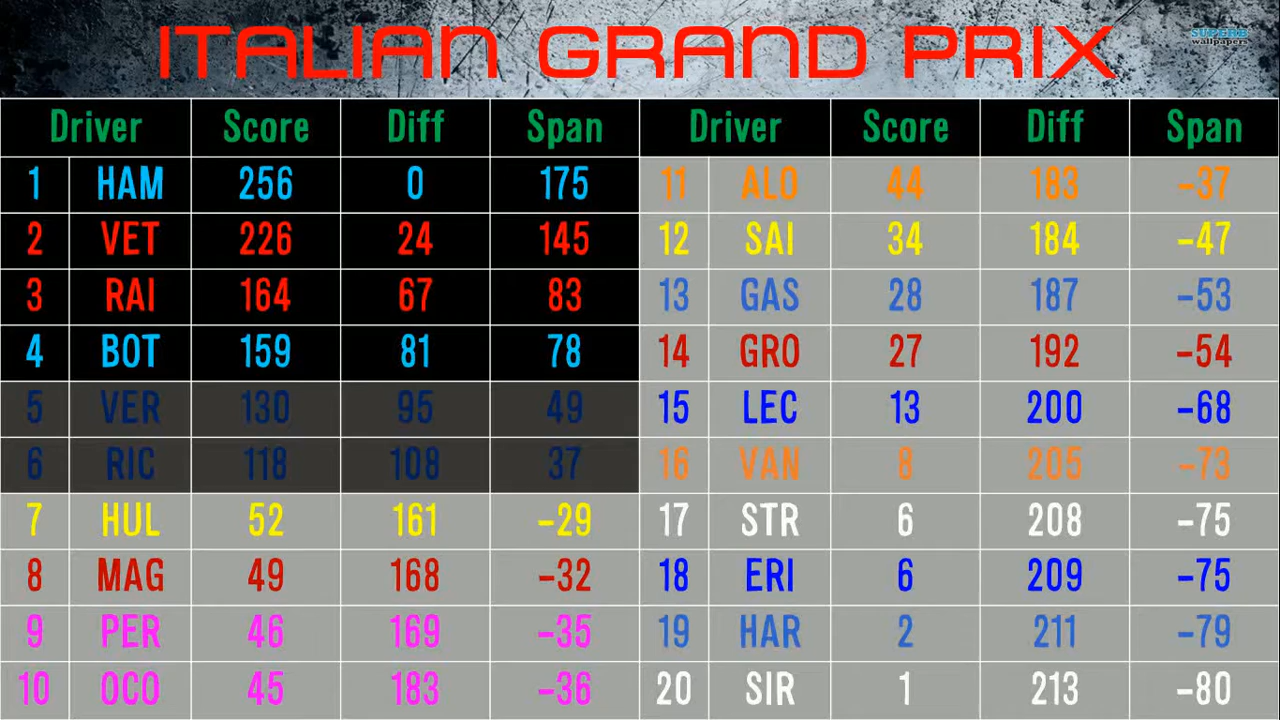 ITALIAN GRAND PRIX
SUPERB
wallpapers
Driver Score Diff Span Driver Score Diff Span
1 HAM 256 0 175 11 ALO 44 183 -37
2 VET 226 24 145 12 SAI 34 184 -47
3 RAI 164 67 83 13 GAS 28 187 -53
4 BOT 159 81 78 14 GRO 27 192 -54
5 VER 130 95 49 15 LEC 13 200 -68
6 RIC 118 108 37 16 VAN 8 205 -73
7 HUL 52 161 -29 17 STR 6 208 -75
8 MAG 49 168 -32 18 ERI 6 209 -75
9 PER 46 169 -35 19 HAR 2 211 -79
10 OCO 45 183 -36 20 SIR 1 213 -80